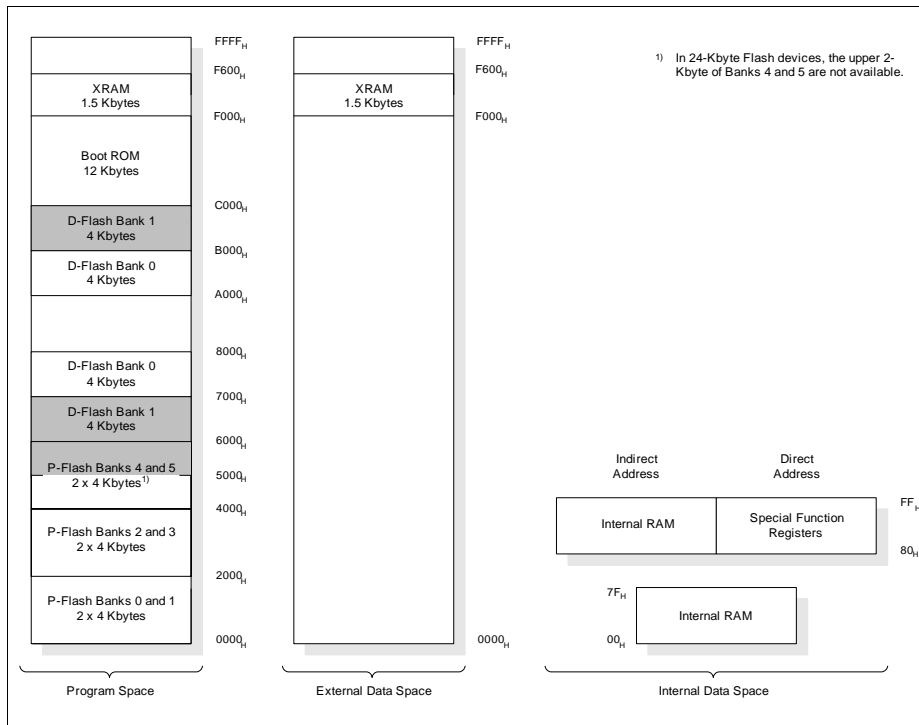 FFFFH
F600H
XRAM
1.5 Kbytes
F000H
Boot ROM
12 Kbytes
C000H
D-Flash Bank 1
4 Kbytes
B000H
D-Flash Bank 0
4 Kbytes
A000H
8000H
D-Flash Bank 0
4 Kbytes
7000H
D-Flash Bank 1
4 Kbytes
6000H
P-Flash Banks 4 and 5
2 x 4 Kbytes1)
5000H
4000H
P-Flash Banks 2 and 3
2 x 4 Kbytes
2000H
P-Flash Banks 0 and 1
2 x 4 Kbytes
0000H
Program Space
FFFFH
F600H
XRAM
1.5 Kbytes
F000H
0000H
External Data Space
1) In 24-Kbyte Flash devices, the upper 2-
Kbyte of Banks 4 and 5 are not available.
Indirect
Address
Direct
Address
Internal RAM
Special Function
Registers
FFH
80H
7FH
Internal RAM
00H
Internal Data Space